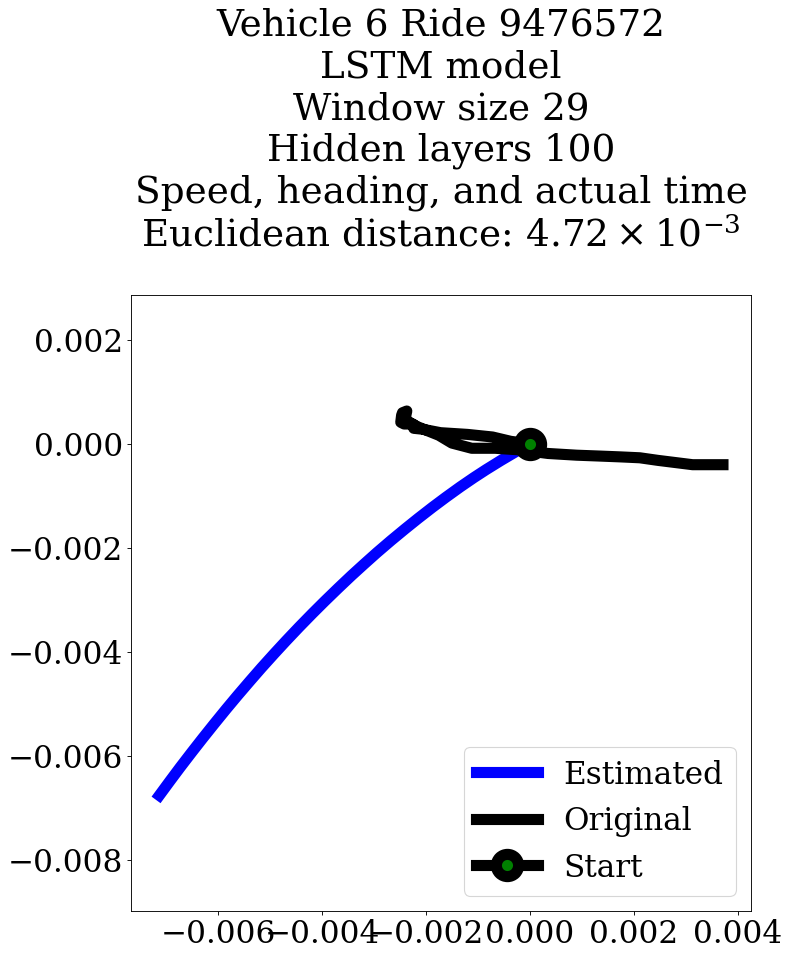 Vehicle 6 Ride 9476572
LSTM model
Window size 29
Hidden layers 100
Speed, heading, and actual time
Euclidean distance: 4.72 × 10⁻³
0.002
0.000
−0.002
−0.004
−0.006
−0.008
Estimated
Original
Start
−0.006 −0.004 −0.002 0.000 0.002 0.004